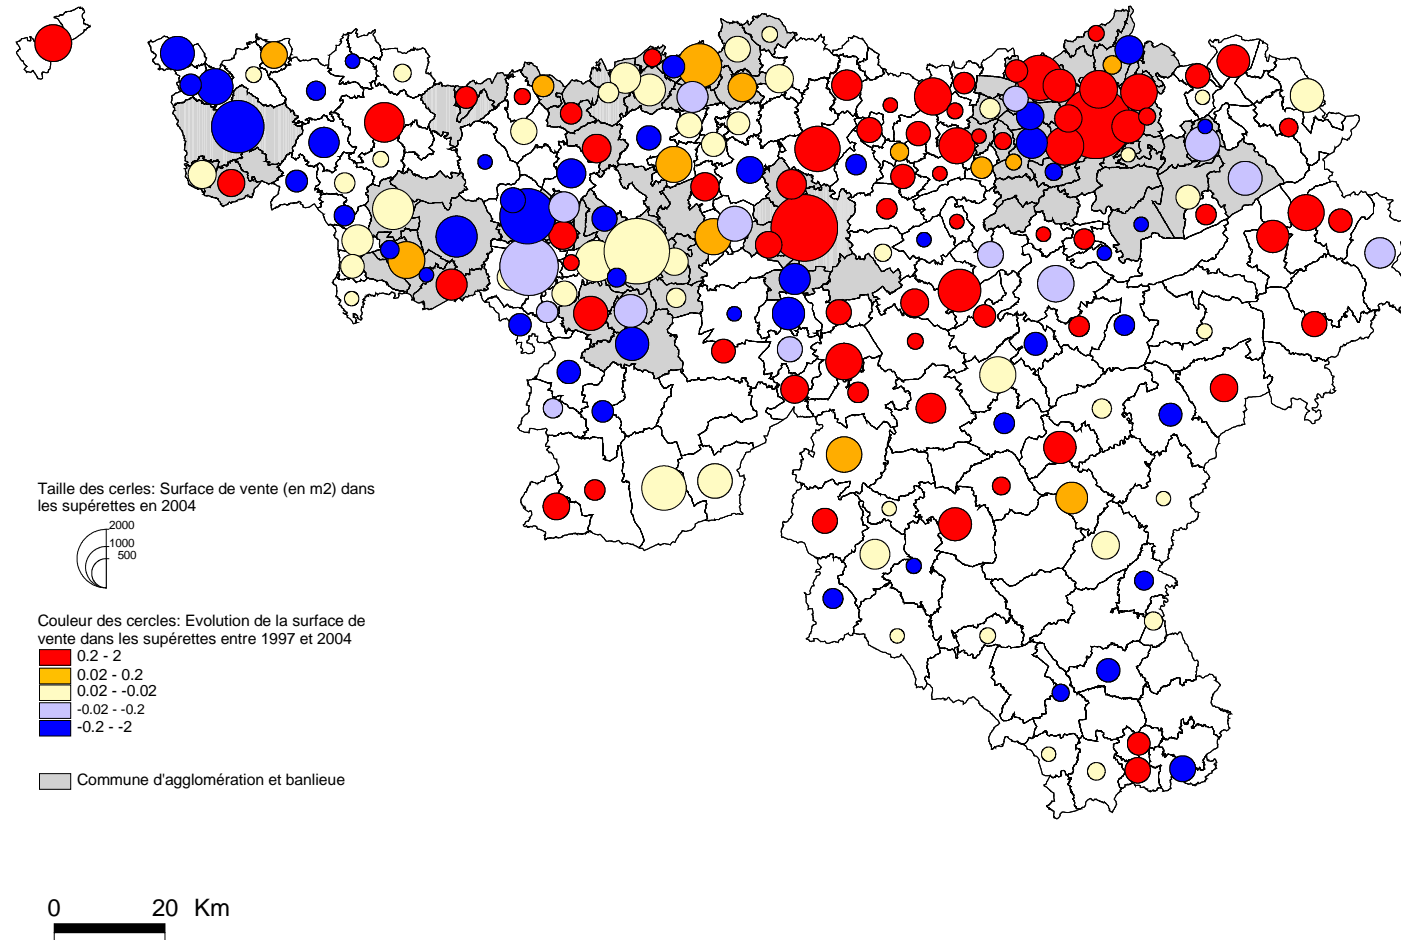 Taille des cerles: Surface de vente (en m2) dans
les supérettes en 2004
2000
1000
500
Couleur des cercles: Evolution de la surface de
vente dans les supérettes entre 1997 et 2004
0.2 - 2
0.02 - 0.2
0.02 - -0.02
-0.02 - -0.2
-0.2 - -2
Commune d'agglomération et banlieue
0 20 Km